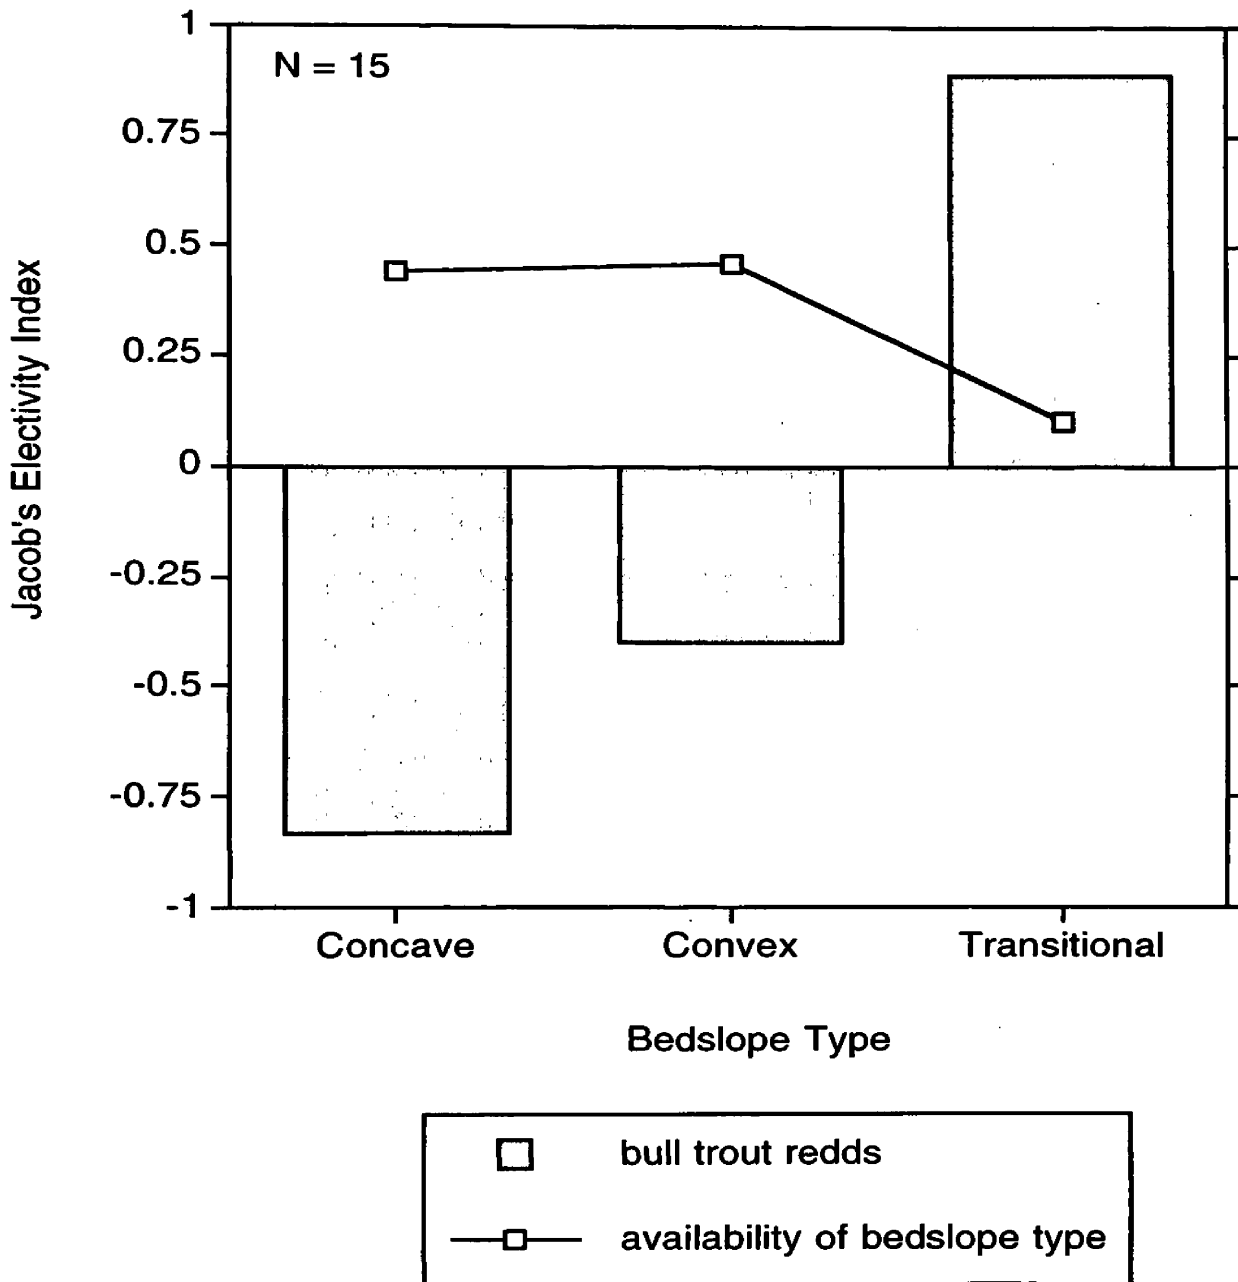 N = 15
1
0.75
0.5
0.25
0
-0.25
-0.5
-0.75
-1
Jacob's Electivity Index
Concave Convex Transitional
Bedslope Type
bull trout redds
availability of bedslope type